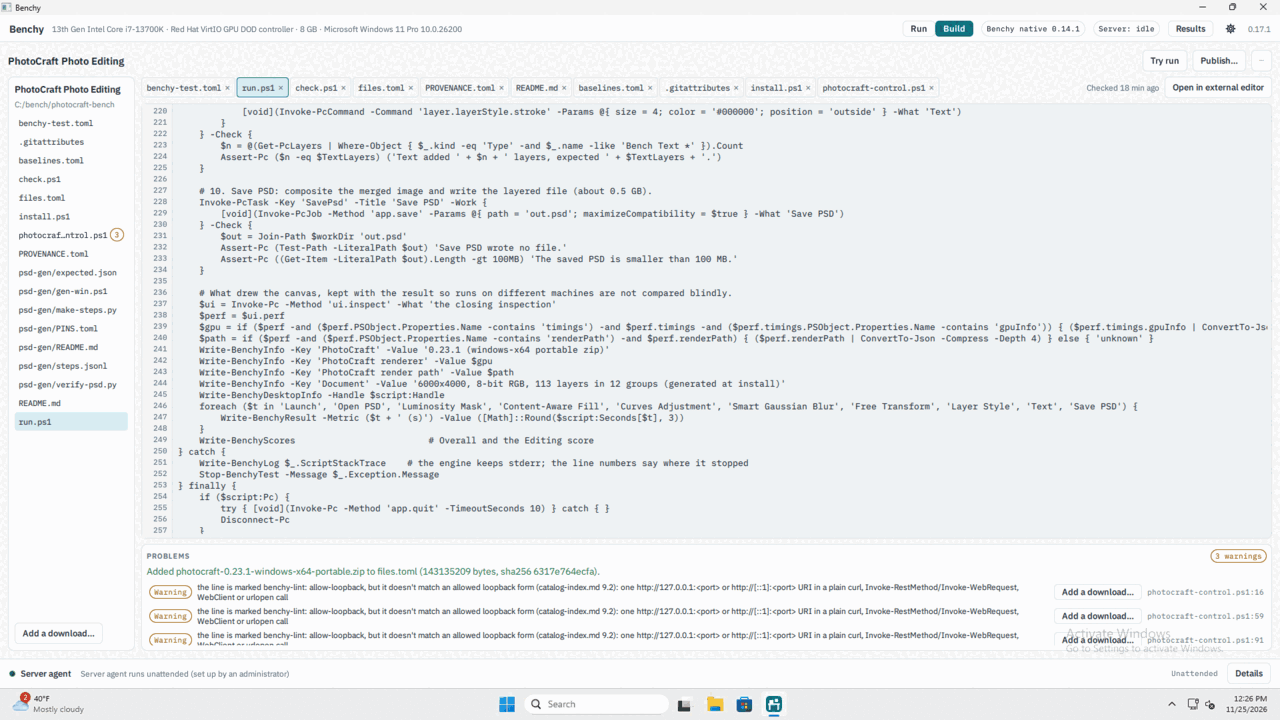 Benchy
Benchy 13th Gen Intel Core i7-13700K · Red Hat VirtIO GPU DOD controller · 8 GB · Microsoft Windows 11 Pro 10.0.26200 Run Build Benchy native 0.14.1 Server: idle Results 0.17.1
PhotoCraft Photo Editing Try run Publish...
PhotoCraft Photo Editing
C:/bench/photocraft-bench
benchy-test.toml
.gitattributes
baselines.toml
check.ps1
files.toml
install.ps1
photocraf…ntrol.ps1 3
PROVENANCE.toml
psd-gen/expected.json
psd-gen/gen-win.ps1
psd-gen/make-steps.py
psd-gen/PINS.toml
psd-gen/README.md
psd-gen/steps.jsonl
psd-gen/verify-psd.py
README.md
run.ps1
Add a download...
benchy-test.toml × run.ps1 × check.ps1 × files.toml × PROVENANCE.toml × README.md × baselines.toml × .gitattributes × install.ps1 × photocraft-control.ps1 × Checked 18 min ago Open in external editor
220 [void](Invoke-PcCommand -Command 'layer.layerStyle.stroke' -Params @{ size = 4; color = '#000000'; position = 'outside' } -What 'Text')
221 }
222 } -Check {
223 $n = @(Get-PcLayers | Where-Object { $_.kind -eq 'Type' -and $_.name -like 'Bench Text *' }).Count
224 Assert-Pc ($n -eq $TextLayers) ('Text added ' + $n + ' layers, expected ' + $TextLayers + '.')
225 }
226
227 # 10. Save PSD: composite the merged image and write the layered file (about 0.5 GB).
228 Invoke-PcTask -Key 'SavePsd' -Title 'Save PSD' -Work {
229 [void](Invoke-PcJob -Method 'app.save' -Params @{ path = 'out.psd'; maximizeCompatibility = $true } -What 'Save PSD')
230 } -Check {
231 $out = Join-Path $workDir 'out.psd'
232 Assert-Pc (Test-Path -LiteralPath $out) 'Save PSD wrote no file.'
233 Assert-Pc ((Get-Item -LiteralPath $out).Length -gt 100MB) 'The saved PSD is smaller than 100 MB.'
234 }
235
236 # What drew the canvas, kept with the result so runs on different machines are not compared blindly.
237 $ui = Invoke-Pc -Method 'ui.inspect' -What 'the closing inspection'
238 $perf = $ui.perf
239 $gpu = if ($perf -and ($perf.PSObject.Properties.Name -contains 'timings') -and $perf.timings -and ($perf.timings.PSObject.Properties.Name -contains 'gpuInfo')) { ($perf.timings.gpuInfo | ConvertTo-Jso
240 $path = if ($perf -and ($perf.PSObject.Properties.Name -contains 'renderPath') -and $perf.renderPath) { ($perf.renderPath | ConvertTo-Json -Compress -Depth 4) } else { 'unknown' }
241 Write-BenchyInfo -Key 'PhotoCraft' -Value '0.23.1 (windows-x64 portable zip)'
242 Write-BenchyInfo -Key 'PhotoCraft renderer' -Value $gpu
243 Write-BenchyInfo -Key 'PhotoCraft render path' -Value $path
244 Write-BenchyInfo -Key 'Document' -Value '6000x4000, 8-bit RGB, 113 layers in 12 groups (generated at install)'
245 Write-BenchyDesktopInfo -Handle $script:Handle
246 foreach ($t in 'Launch', 'Open PSD', 'Luminosity Mask', 'Content-Aware Fill', 'Curves Adjustment', 'Smart Gaussian Blur', 'Free Transform', 'Layer Style', 'Text', 'Save PSD') {
247 Write-BenchyResult -Metric ($t + ' (s)') -Value ([Math]::Round($script:Seconds[$t], 3))
248 }
249 Write-BenchyScores # Overall and the Editing score
250 } catch {
251 Write-BenchyLog $_.ScriptStackTrace # the engine keeps stderr; the line numbers say where it stopped
252 Stop-BenchyTest -Message $_.Exception.Message
253 } finally {
254 if ($script:Pc) {
255 try { [void](Invoke-Pc -Method 'app.quit' -TimeoutSeconds 10) } catch { }
256 Disconnect-Pc
257 }
PROBLEMS 3 warnings
Added photocraft-0.23.1-windows-x64-portable.zip to files.toml (143135209 bytes, sha256 6317e764ecfa).
Warning the line is marked benchy-lint: allow-loopback, but it doesn't match an allowed loopback form (catalog-index.md 9.2): one http://127.0.0.1:<port> or http://[::1]:<port> URI in a plain curl, Invoke-RestMethod/Invoke-WebRequest, WebClient or urlopen call Add a download... photocraft-control.ps1:16
Warning the line is marked benchy-lint: allow-loopback, but it doesn't match an allowed loopback form (catalog-index.md 9.2): one http://127.0.0.1:<port> or http://[::1]:<port> URI in a plain curl, Invoke-RestMethod/Invoke-WebRequest, WebClient or urlopen call Add a download... photocraft-control.ps1:59
Warning the line is marked benchy-lint: allow-loopback, but it doesn't match an allowed loopback form (catalog-index.md 9.2): one http://127.0.0.1:<port> or http://[::1]:<port> URI in a plain curl, Invoke-RestMethod/Invoke-WebRequest, WebClient or urlopen call Add a download... photocraft-control.ps1:91
Activate Windows
Go to Settings to activate Windows.
Server agent Server agent runs unattended (set up by an administrator) Unattended Details
2 40°F
Mostly cloudy
Search
12:26 PM
11/25/2026